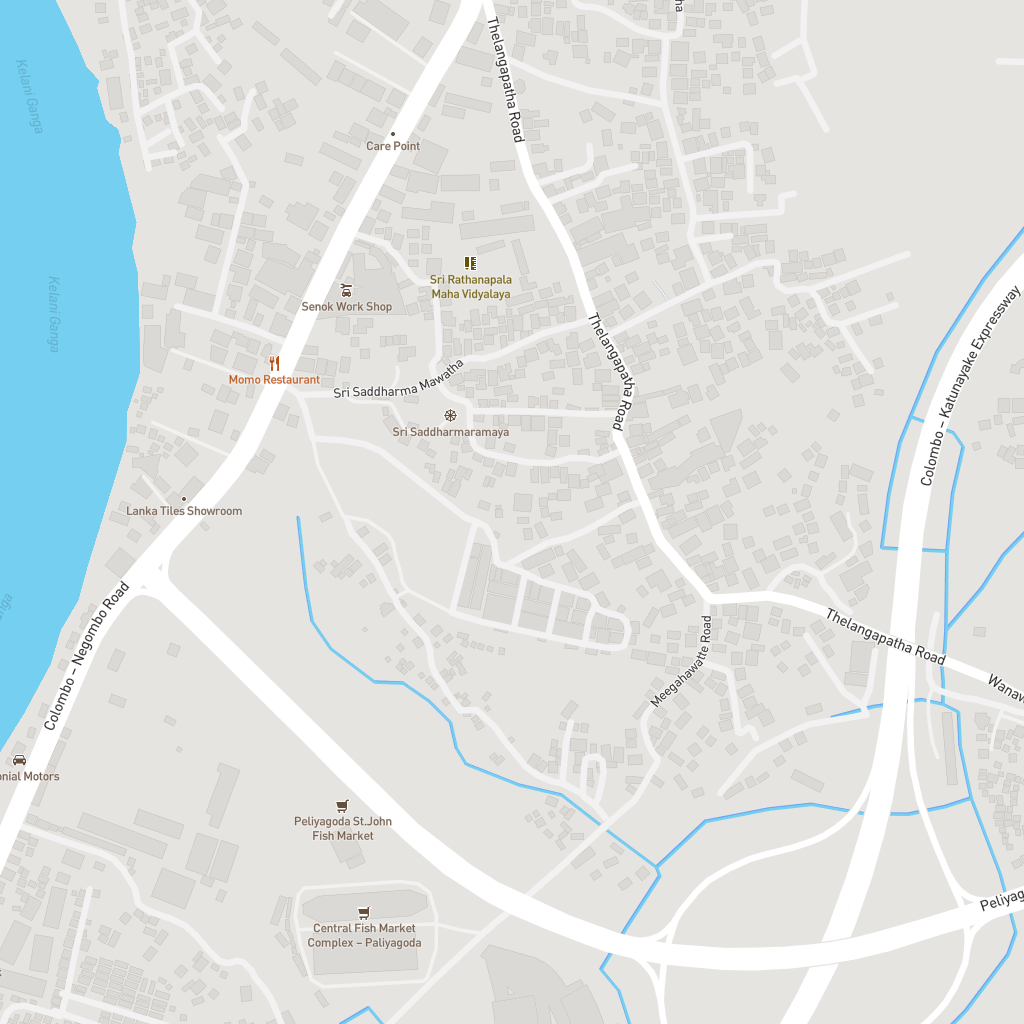 Kelani Ganga
Thelangapatha Road
Care Point
Sri Rathanapala
Maha Vidyalaya
Kelani Ganga
Senok Work Shop
Colombo – Katunayake Expressway
Thelangapatha Road
Momo Restaurant
Sri Saddharma Mawatha
Sri Saddharmaramaya
Lanka Tiles Showroom
Colombo – Negombo Road
Thelangapatha Road
Meegahawatte Road
Peliyagoda St.John
Fish Market
Central Fish Market
Complex – Paliyagoda